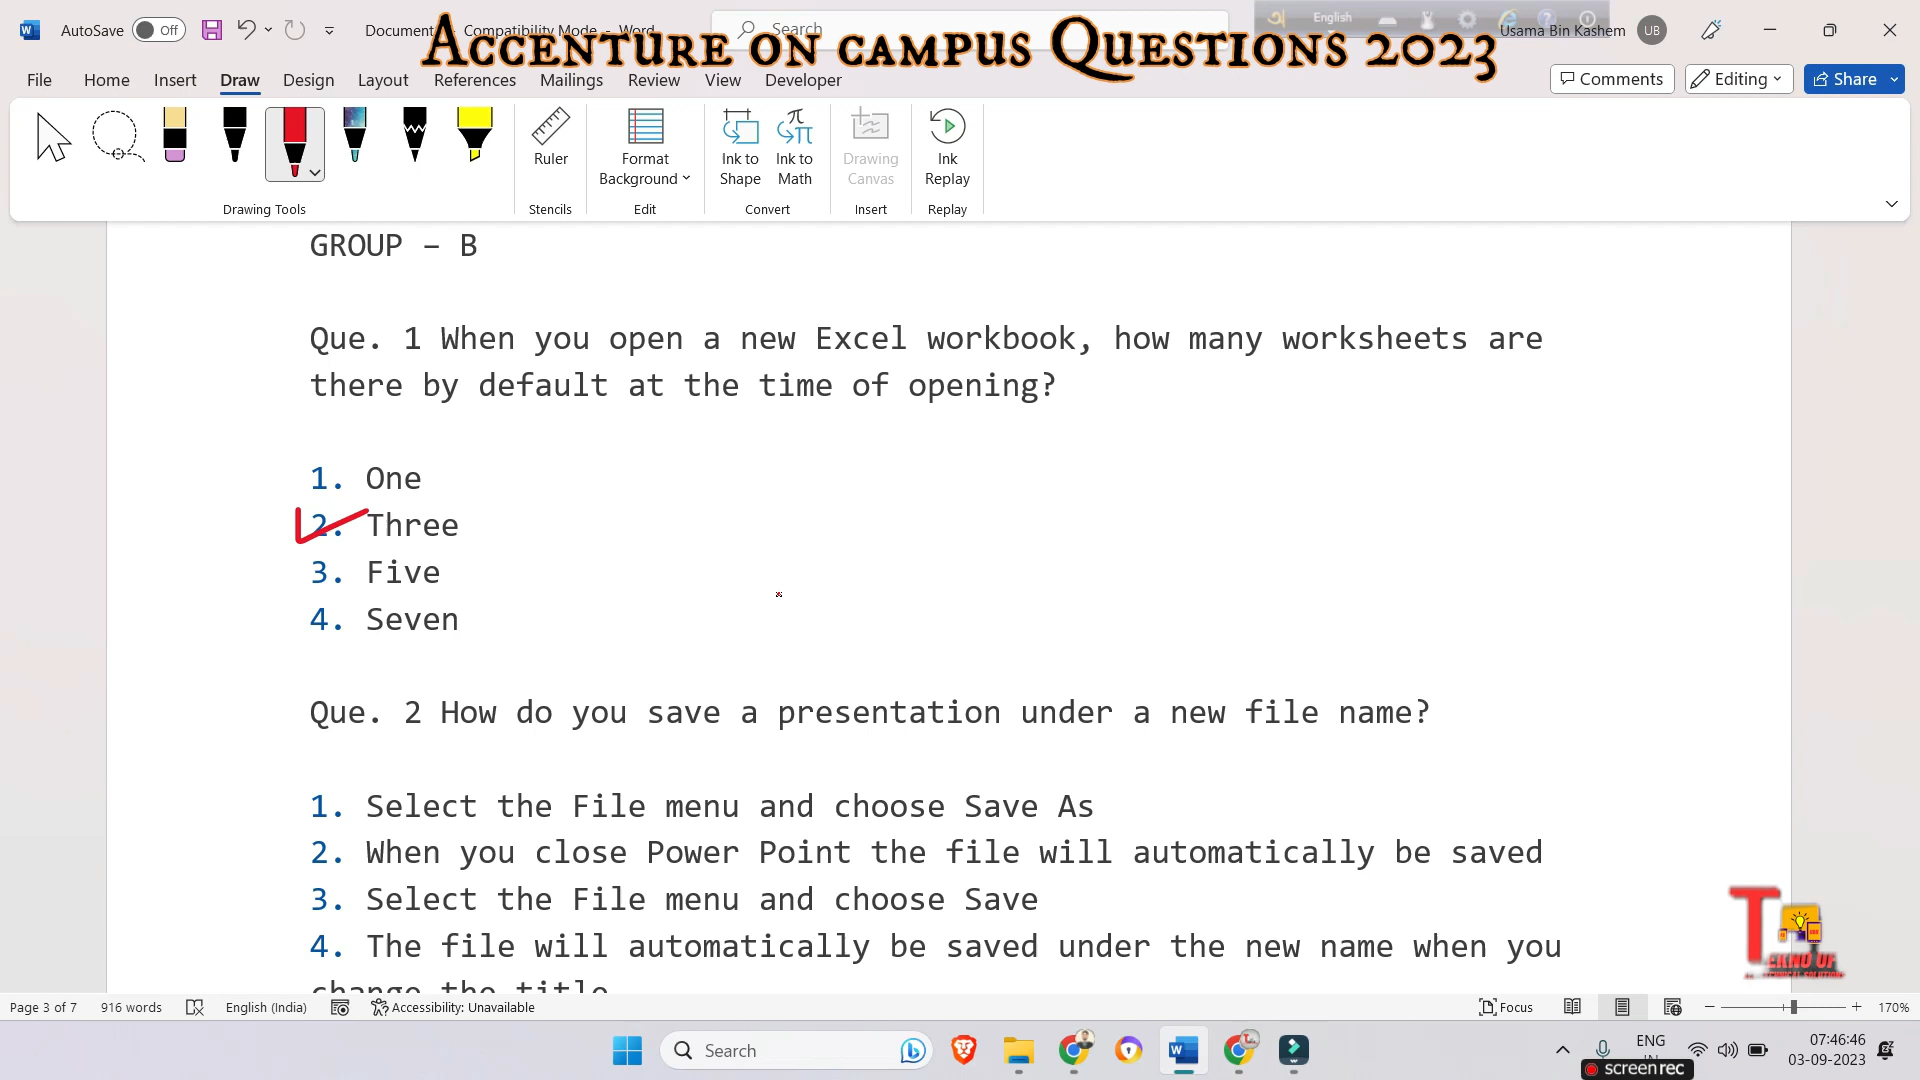 AutoSave Off Document Compatibility Mode - Word Search English Usama Bin Kashem UB
Accenture on campus Questions 2023
File Home Insert Draw Design Layout References Mailings Review View Developer Comments Editing Share
Ruler Format Background Ink to Shape Ink to Math Drawing Canvas Ink Replay
Drawing Tools Stencils Edit Convert Insert Replay
GROUP – B
Que. 1 When you open a new Excel workbook, how many worksheets are
there by default at the time of opening?
1. One
2. Three
3. Five
4. Seven
Que. 2 How do you save a presentation under a new file name?
1. Select the File menu and choose Save As
2. When you close Power Point the file will automatically be saved
3. Select the File menu and choose Save
4. The file will automatically be saved under the new name when you
change the title
TEKNO UF
Page 3 of 7 916 words English (India) Accessibility: Unavailable Focus 170%
Search ENG IN 07:46:46
03-09-2023
screenrec